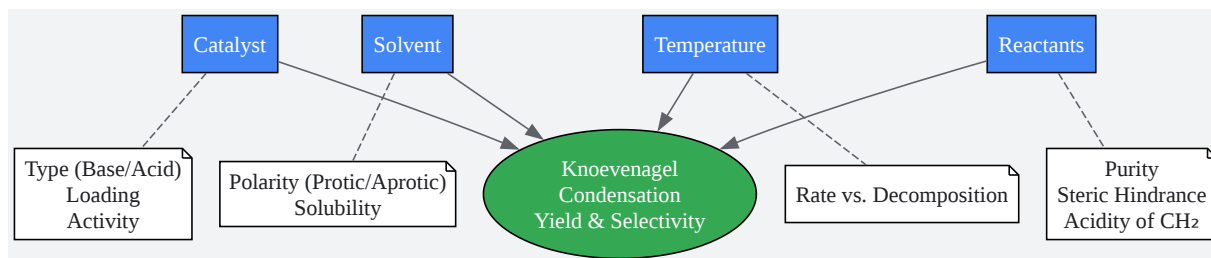 Catalyst
Solvent
Temperature
Reactants
Type (Base/Acid)
Loading
Activity
Polarity (Protic/Aprotic)
Solubility
Knoevenagel
Condensation
Yield & Selectivity
Rate vs. Decomposition
Purity
Steric Hindrance
Acidity of CH₂